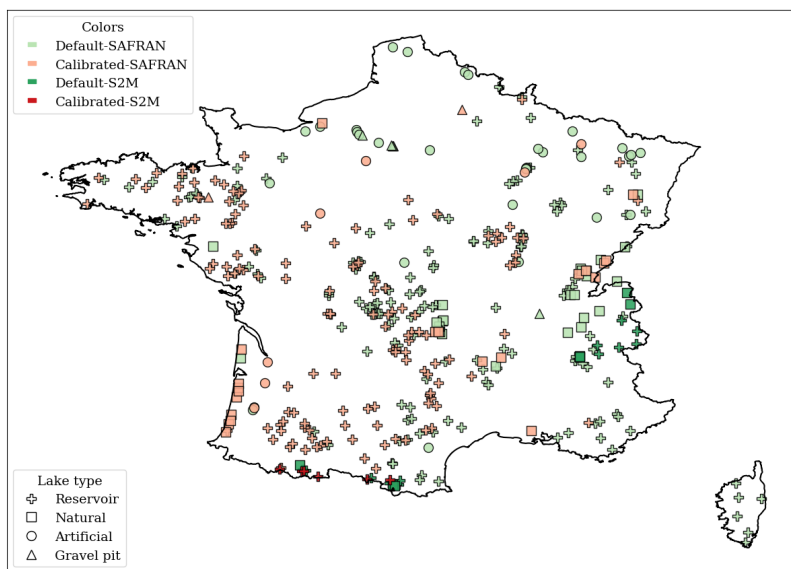 Colors
Default-SAFRAN
Calibrated-SAFRAN
Default-S2M
Calibrated-S2M
Lake type
Reservoir
Natural
Artificial
Gravel pit